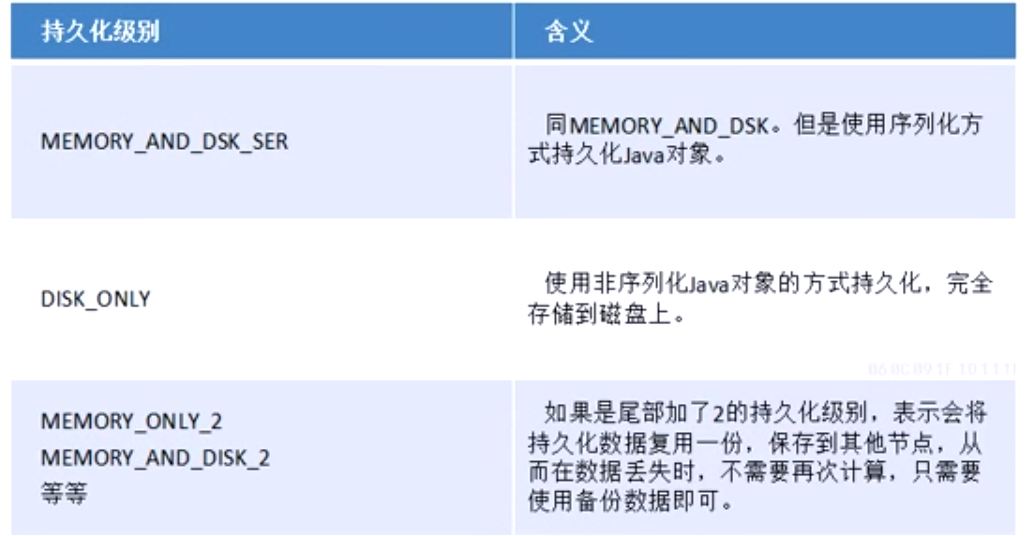 持久化级别
含义
MEMORY_AND_DSK_SER
同MEMORY_AND_DSK。但是使用序列化方
式持久化Java对象。
DISK_ONLY
使用非序列化Java对象的方式持久化，完全
存储到磁盘上。
MEMORY_ONLY_2
MEMORY_AND_DISK_2
等等
如果是尾部加了2的持久化级别，表示会将
持久化数据复用一份，保存到其他节点，从
而在数据丢失时，不需要再次计算，只需要
使用备份数据即可。